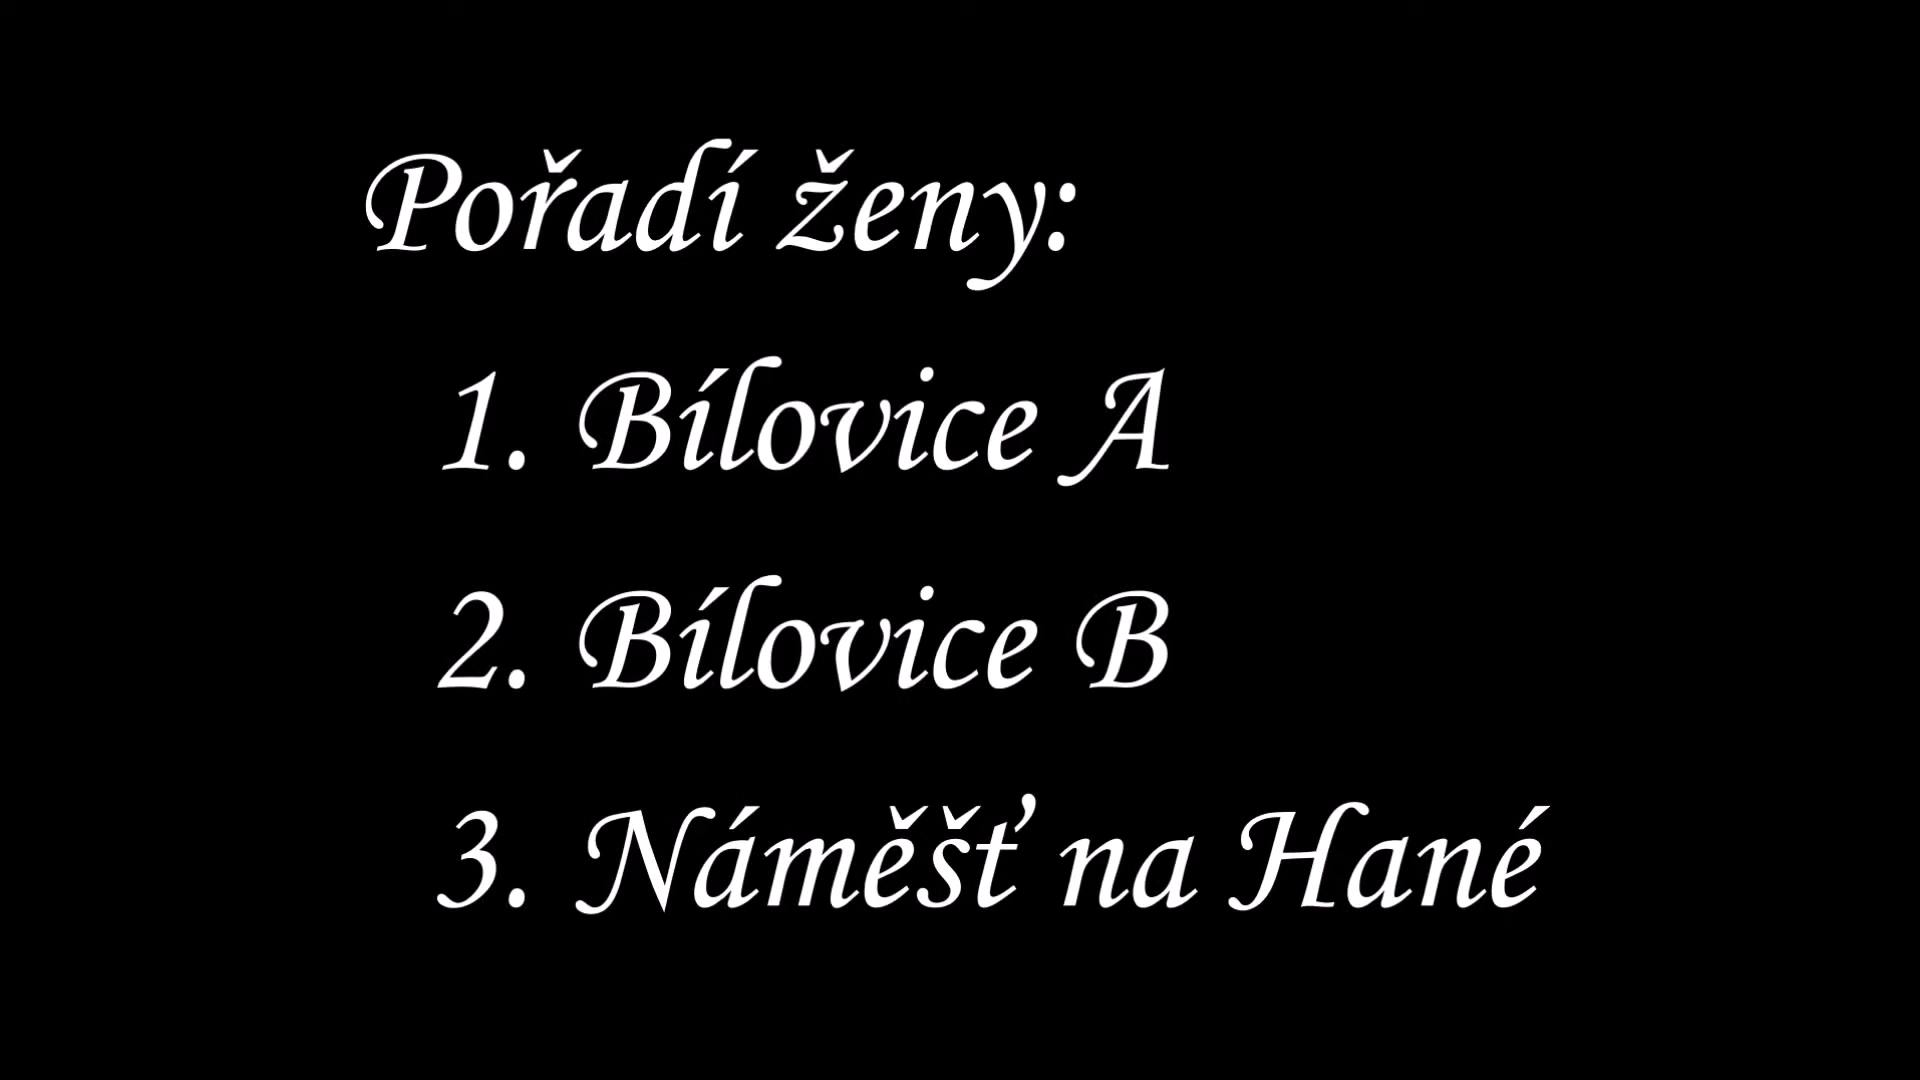 Pořadí ženy:
1. Bílovice A
2. Bílovice B
3. Náměšť na Hané